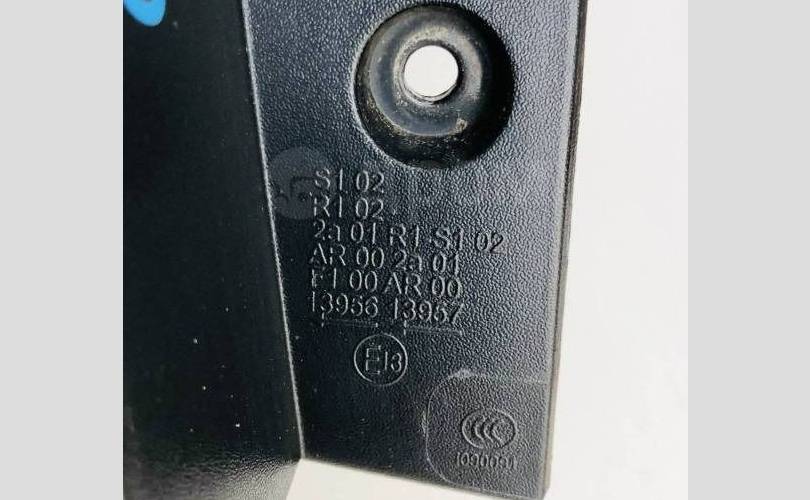 S1 02
R1 02
2a 01 R1 S1 02
AR 00 2a 01
F1 00 AR 00
13956 13957
E13
CCC